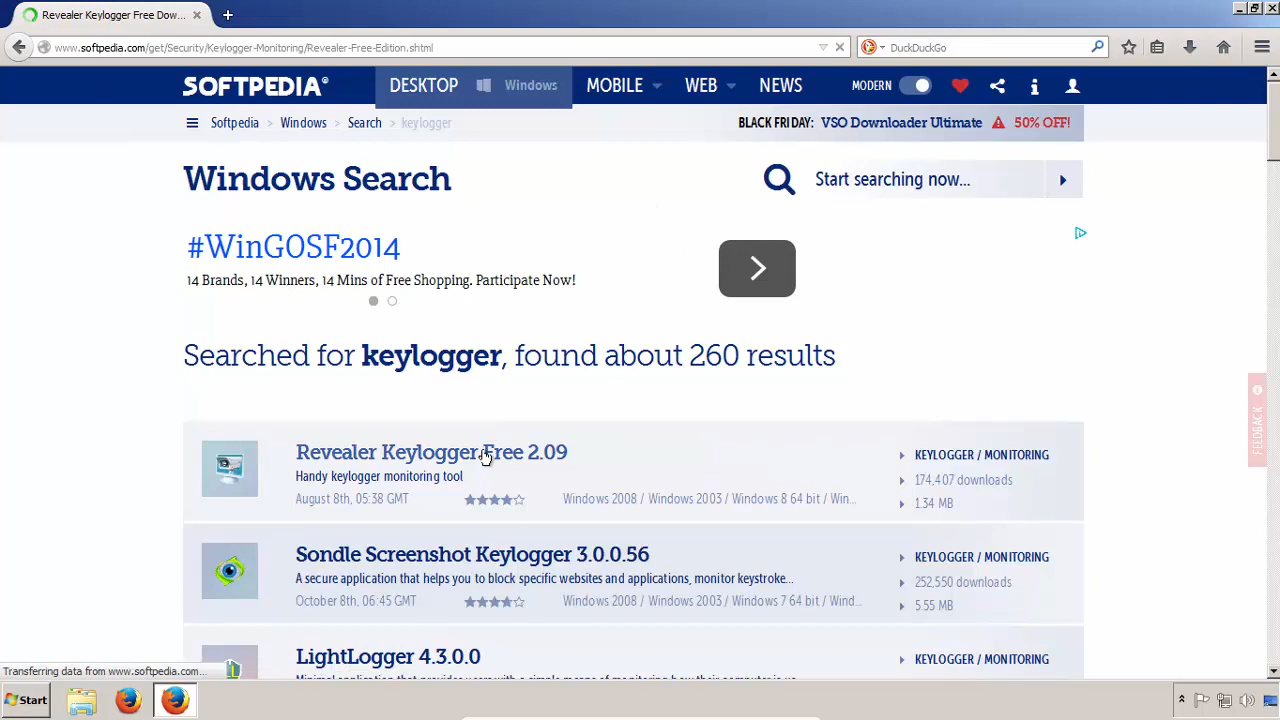 Revealer Keylogger Free Dow...
www.softpedia.com/get/Security/Keylogger-Monitoring/Revealer-Free-Edition.shtml
DuckDuckGo
SOFTPEDIA®
DESKTOP Windows MOBILE WEB NEWS MODERN
Softpedia > Windows > Search > keylogger
BLACK FRIDAY: VSO Downloader Ultimate 50% OFF!
Windows Search
Start searching now...
#WinGOSF2014
14 Brands, 14 Winners, 14 Mins of Free Shopping. Participate Now!
Searched for keylogger, found about 260 results
FEEDBACK
Revealer Keylogger Free 2.09
KEYLOGGER / MONITORING
Handy keylogger monitoring tool
174,407 downloads
August 8th, 05:38 GMT
Windows 2008 / Windows 2003 / Windows 8 64 bit / Win...
1.34 MB
Sondle Screenshot Keylogger 3.0.0.56
KEYLOGGER / MONITORING
A secure application that helps you to block specific websites and applications, monitor keystroke...
252,550 downloads
October 8th, 06:45 GMT
Windows 2008 / Windows 2003 / Windows 7 64 bit / Wind...
5.55 MB
LightLogger 4.3.0.0
KEYLOGGER / MONITORING
Transferring data from www.softpedia.com...
Start